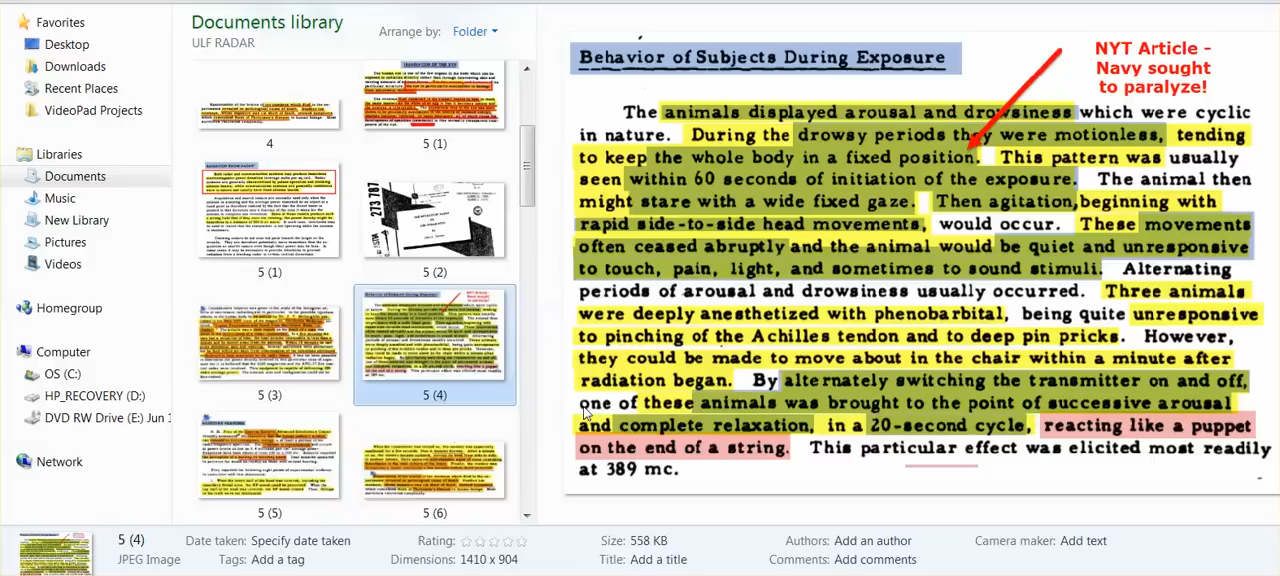 Favorites
Desktop
Downloads
Recent Places
VideoPad Projects
Libraries
Documents
Music
New Library
Pictures
Videos
Homegroup
Computer
OS (C:)
HP_RECOVERY (D:)
DVD RW Drive (E:) Jun 1
Network
Documents library
ULF RADAR
Arrange by: Folder
4
5 (1)
5 (1)
5 (2)
5 (3)
5 (4)
5 (5)
5 (6)
Behavior of Subjects During Exposure
NYT Article -
Navy sought
to paralyze!
The animals displayed arousal and drowsiness which were cyclic
in nature. During the drowsy periods they were motionless, tending
to keep the whole body in a fixed position. This pattern was usually
seen within 60 seconds of initiation of the exposure. The animal then
might stare with a wide fixed gaze. Then agitation, beginning with
rapid side-to-side head movements, would occur. These movements
often ceased abruptly and the animal would be quiet and unresponsive
to touch, pain, light, and sometimes to sound stimuli. Alternating
periods of arousal and drowsiness usually occurred. Three animals
were deeply anesthetized with phenobarbital, being quite unresponsive
to pinching of the achilles tendon and to deep pin pricks. However,
they could be made to move about in the chair within a minute after
radiation began. By alternately switching the transmitter on and off,
one of these animals was brought to the point of successive arousal
and complete relaxation, in a 20-second cycle, reacting like a puppet
on the end of a string. This particular effect was elicited most readily
at 389 mc.
5 (4)
JPEG Image
Date taken: Specify date taken
Tags: Add a tag
Rating:
Dimensions: 1410 x 904
Size: 558 KB
Title: Add a title
Authors: Add an author
Comments: Add comments
Camera maker: Add text